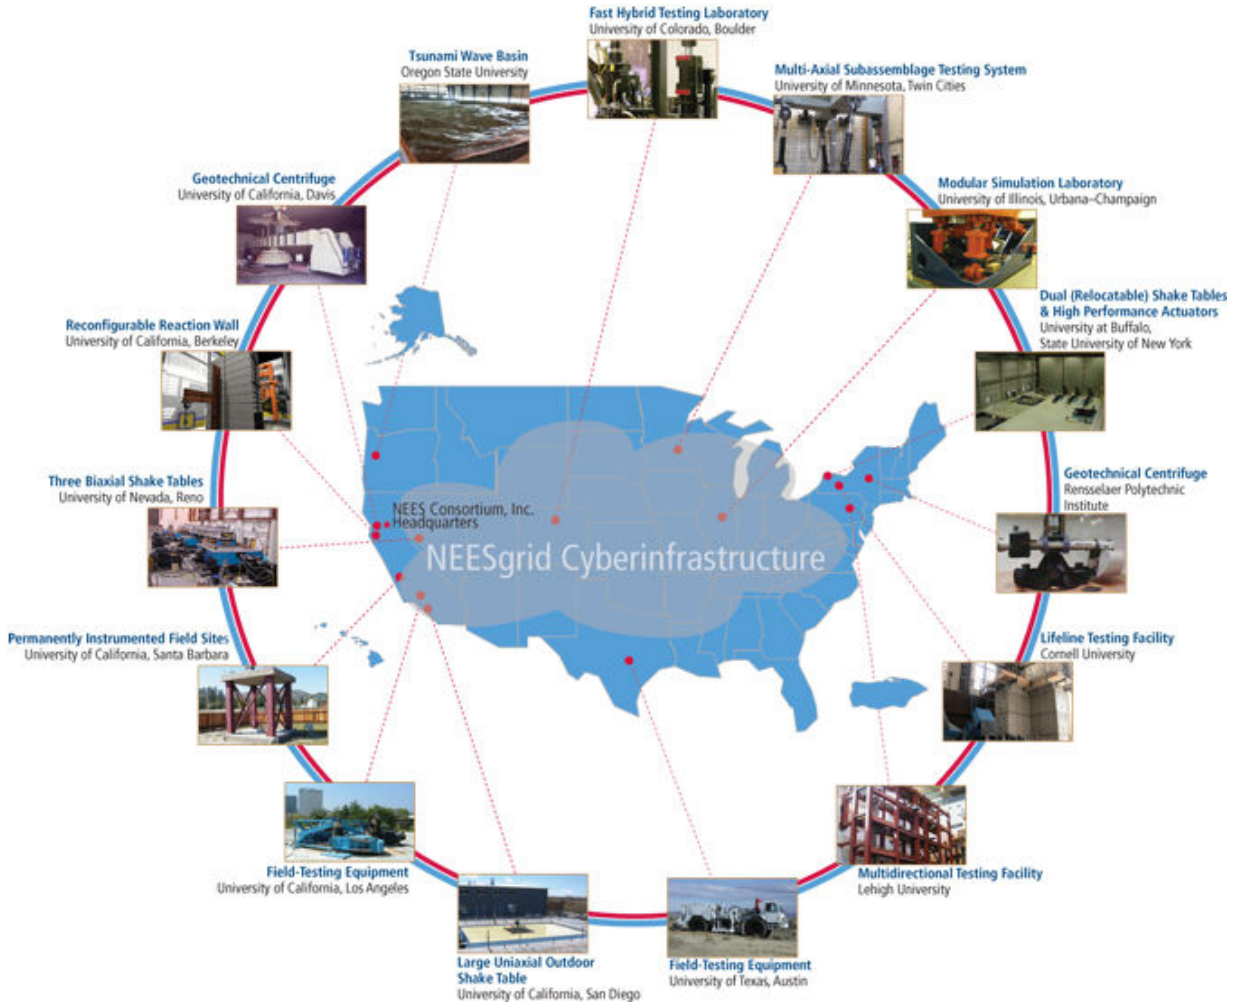 Fast Hybrid Testing Laboratory
University of Colorado, Boulder
Tsunami Wave Basin
Oregon State University
Multi-Axial Subassemblage Testing System
University of Minnesota, Twin Cities
Geotechnical Centrifuge
University of California, Davis
Modular Simulation Laboratory
University of Illinois, Urbana–Champaign
Dual (Relocatable) Shake Tables
& High Performance Actuators
University at Buffalo,
State University of New York
Reconfigurable Reaction Wall
University of California, Berkeley
Three Biaxial Shake Tables
University of Nevada, Reno
Geotechnical Centrifuge
Rensselaer Polytechnic
Institute
NEES Consortium, Inc.
Headquarters
NEESgrid Cyberinfrastructure
Permanently Instrumented Field Sites
University of California, Santa Barbara
Lifeline Testing Facility
Cornell University
Field-Testing Equipment
University of California, Los Angeles
Multidirectional Testing Facility
Lehigh University
Large Uniaxial Outdoor
Shake Table
University of California, San Diego
Field-Testing Equipment
University of Texas, Austin